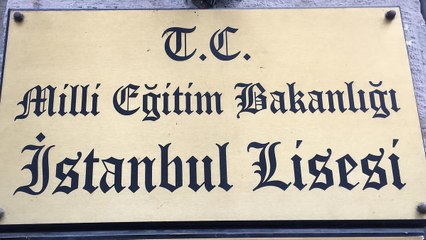 T.C.
Milli Eğitim Bakanlığı
İstanbul Lisesi